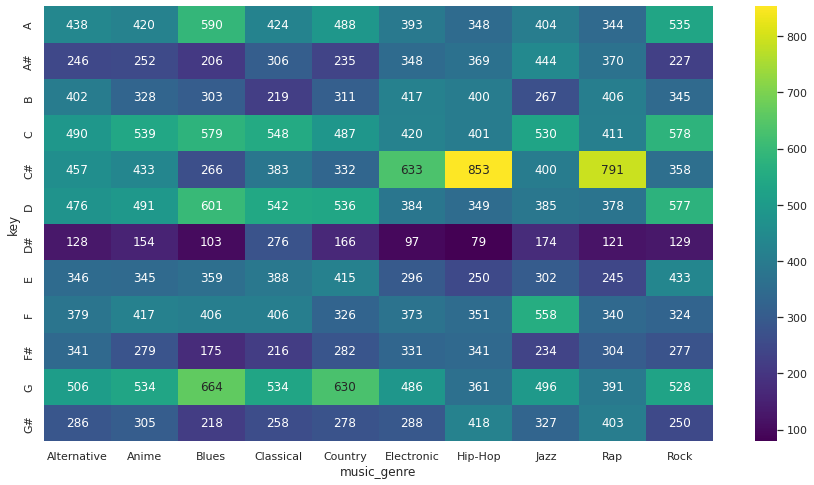 A 438 420 590 424 488 393 348 404 344 535
A# 246 252 206 306 235 348 369 444 370 227
B 402 328 303 219 311 417 400 267 406 345
C 490 539 579 548 487 420 401 530 411 578
C# 457 433 266 383 332 633 853 400 791 358
D 476 491 601 542 536 384 349 385 378 577
D# 128 154 103 276 166 97 79 174 121 129
E 346 345 359 388 415 296 250 302 245 433
F 379 417 406 406 326 373 351 558 340 324
F# 341 279 175 216 282 331 341 234 304 277
G 506 534 664 534 630 486 361 496 391 528
G# 286 305 218 258 278 288 418 327 403 250
key
Alternative Anime Blues Classical Country Electronic Hip-Hop Jazz Rap Rock
music_genre
800
700
600
500
400
300
200
100